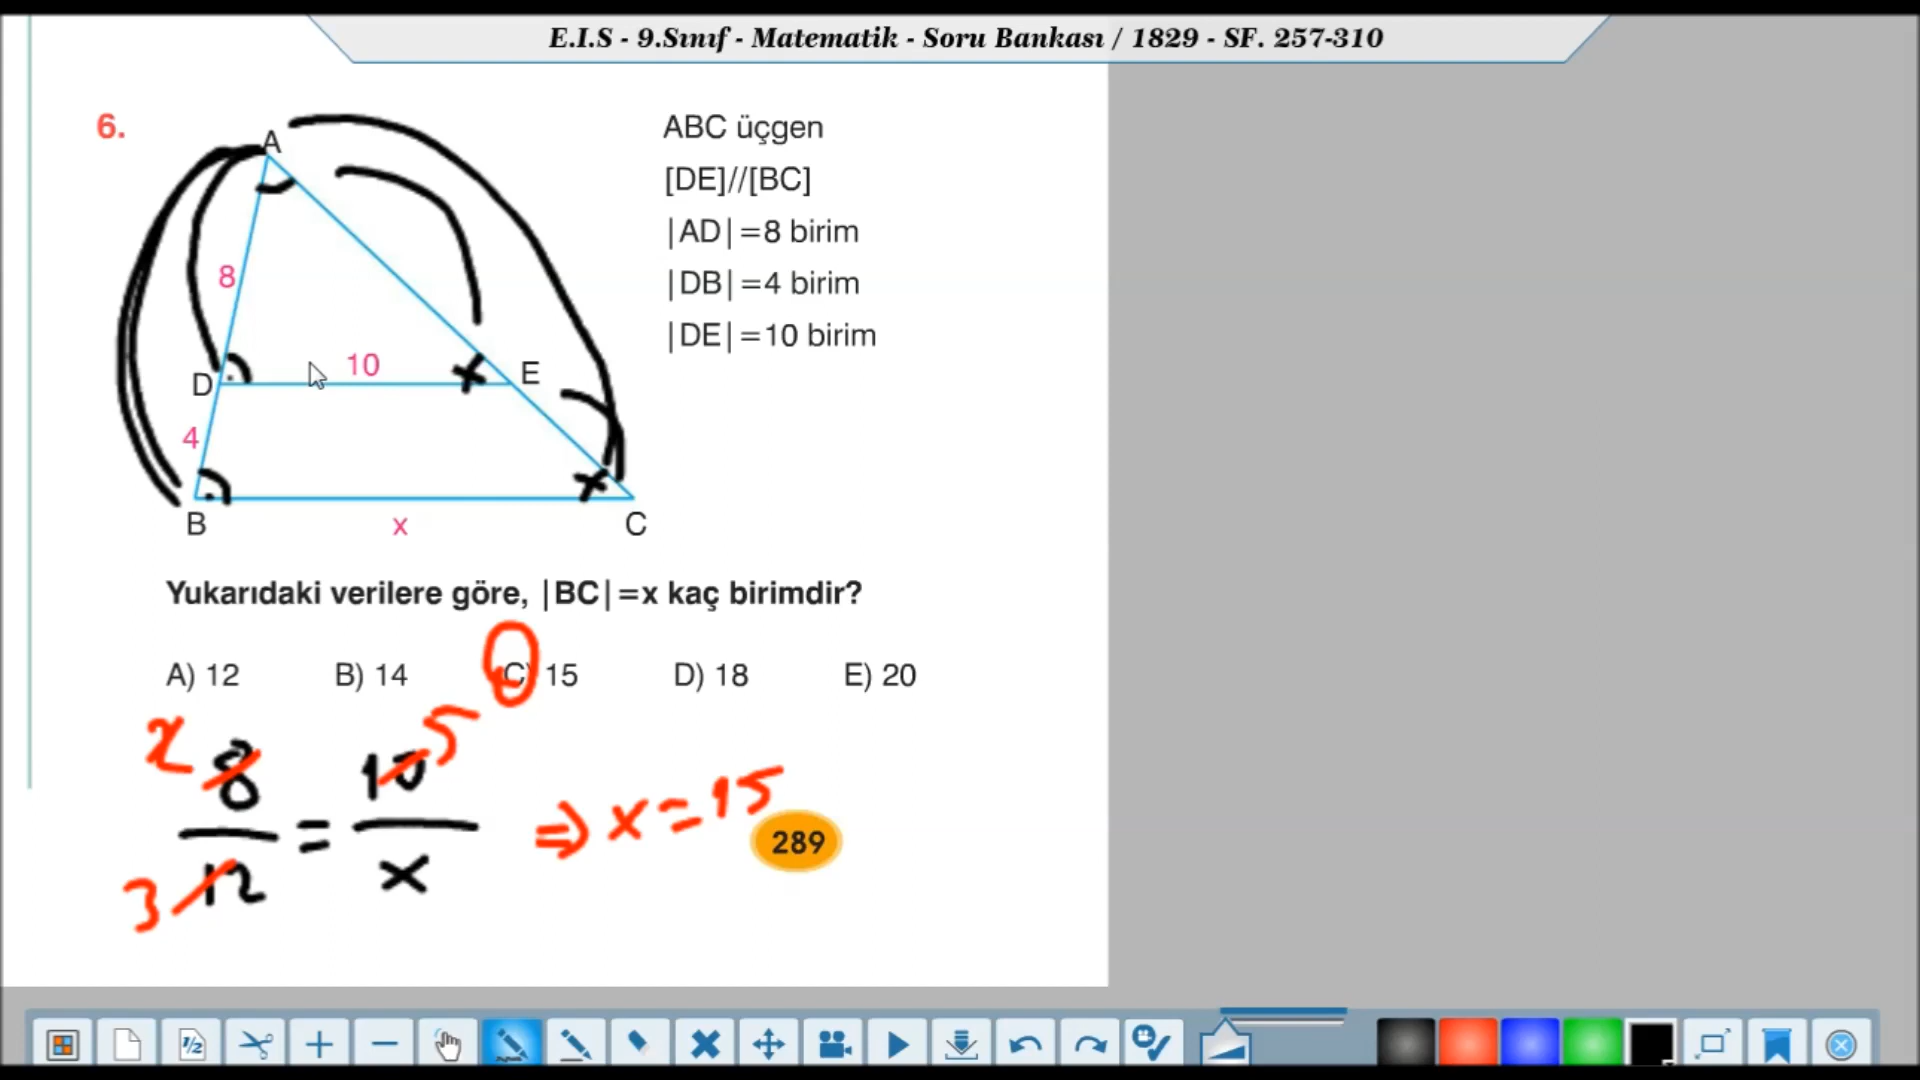 E.I.S - 9.Sınıf - Matematik - Soru Bankası / 1829 - SF. 257-310
6.
A
8
D
10
E
4
B
x
C
ABC üçgen
[DE]//[BC]
|AD|=8 birim
|DB|=4 birim
|DE|=10 birim
Yukarıdaki verilere göre, |BC|=x kaç birimdir?
A) 12 B) 14 C) 15 D) 18 E) 20
2 8 = 10 5 ⇒ x=15
3 12 x
289
1/2